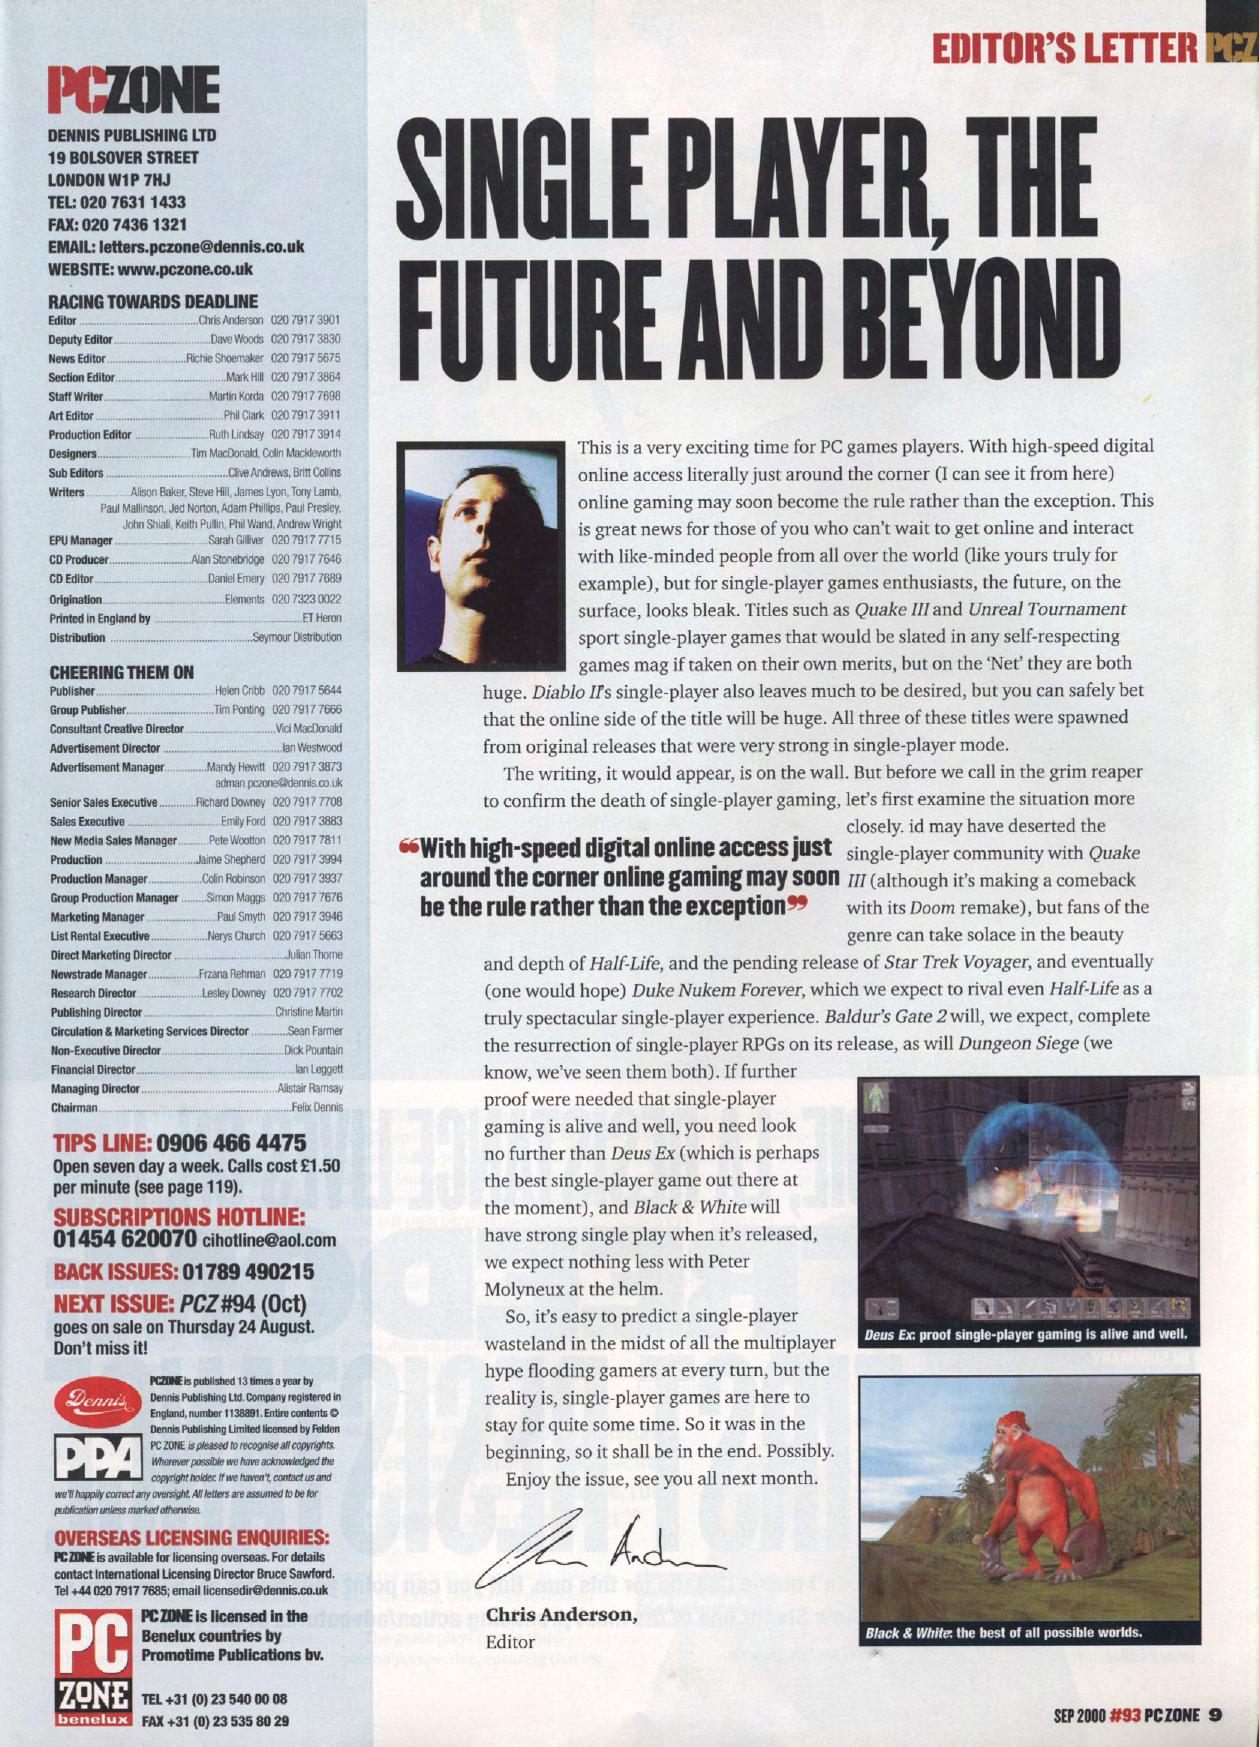 EDITOR'S LETTER PCZ
PCZONE
DENNIS PUBLISHING LTD
19 BOLSOVER STREET
LONDON W1P 7HJ
TEL: 020 7631 1433
FAX: 020 7436 1321
EMAIL: letters.pczone@dennis.co.uk
WEBSITE: www.pczone.co.uk
RACING TOWARDS DEADLINE
Editor ....Chris Anderson 020 7917 3901
Deputy Editor ....Dave Woods 020 7917 3830
News Editor ....Richie Shoemaker 020 7917 5675
Section Editor ....Mark Hill 020 7917 3864
Staff Writer ....Martin Korda 020 7917 7698
Art Editor ....Phil Clark 020 7917 3911
Production Editor ....Ruth Lindsay 020 7917 3914
Designers ....Tim MacDonald, Colin Mackleworth
Sub Editors ....Clive Andrews, Britt Collins
Writers ....Alison Baker, Steve Hill, James Lyon, Tony Lamb,
Paul Mallinson, Jed Norton, Adam Phillips, Paul Presley,
John Shiali, Keith Pullin, Phil Wand, Andrew Wright
EPU Manager ....Sarah Gilliver 020 7917 7715
CD Producer ....Alan Stonebridge 020 7917 7646
CD Editor ....Daniel Emery 020 7917 7689
Origination ....Elements 020 7323 0022
Printed in England by ....ET Heron
Distribution ....Seymour Distribution
CHEERING THEM ON
Publisher ....Helen Cribb 020 7917 5644
Group Publisher ....Tim Ponting 020 7917 7666
Consultant Creative Director ....Vici MacDonald
Advertisement Director ....Ian Westwood
Advertisement Manager ....Mandy Hewitt 020 7917 3873
adman.pczone@dennis.co.uk
Senior Sales Executive ....Richard Downey 020 7917 7708
Sales Executive ....Emily Ford 020 7917 3883
New Media Sales Manager ....Pete Wootton 020 7917 7811
Production ....Jaime Shepherd 020 7917 3994
Production Manager ....Colin Robinson 020 7917 3937
Group Production Manager ....Simon Maggs 020 7917 7676
Marketing Manager ....Paul Smyth 020 7917 3946
List Rental Executive ....Nerys Church 020 7917 5663
Direct Marketing Director ....Julian Thorne
Newstrade Manager ....Frzana Rehman 020 7917 7719
Research Director ....Lesley Downey 020 7917 7702
Publishing Director ....Christine Martin
Circulation & Marketing Services Director ....Sean Farmer
Non-Executive Director ....Dick Pountain
Financial Director ....Ian Leggett
Managing Director ....Alistair Ramsay
Chairman ....Felix Dennis
TIPS LINE: 0906 466 4475
Open seven day a week. Calls cost £1.50
per minute (see page 119).
SUBSCRIPTIONS HOTLINE:
01454 620070 cihotline@aol.com
BACK ISSUES: 01789 490215
NEXT ISSUE: PCZ #94 (Oct)
goes on sale on Thursday 24 August.
Don't miss it!
Dennis
PPA
PCZONE is published 13 times a year by
Dennis Publishing Ltd. Company registered in
England, number 1138891. Entire contents ©
Dennis Publishing Limited licensed by Felden
PC ZONE is pleased to recognise all copyrights.
Wherever possible we have acknowledged the
copyright holder. If we haven't, contact us and
we'll happily correct any oversight. All letters are assumed to be for
publication unless marked otherwise.
OVERSEAS LICENSING ENQUIRIES:
PC ZONE is available for licensing overseas. For details
contact International Licensing Director Bruce Sawford.
Tel +44 020 7917 7685; email licensedir@dennis.co.uk
PC
ZONE
benelux
PC ZONE is licensed in the
Benelux countries by
Promotime Publications bv.
TEL +31 (0) 23 540 00 08
FAX +31 (0) 23 535 80 29
SINGLE PLAYER, THE
FUTURE AND BEYOND
This is a very exciting time for PC games players. With high-speed digital
online access literally just around the corner (I can see it from here)
online gaming may soon become the rule rather than the exception. This
is great news for those of you who can't wait to get online and interact
with like-minded people from all over the world (like yours truly for
example), but for single-player games enthusiasts, the future, on the
surface, looks bleak. Titles such as Quake III and Unreal Tournament
sport single-player games that would be slated in any self-respecting
games mag if taken on their own merits, but on the 'Net' they are both
huge. Diablo II's single-player also leaves much to be desired, but you can safely bet
that the online side of the title will be huge. All three of these titles were spawned
from original releases that were very strong in single-player mode.
The writing, it would appear, is on the wall. But before we call in the grim reaper
to confirm the death of single-player gaming, let's first examine the situation more
closely. id may have deserted the
single-player community with Quake
III (although it's making a comeback
with its Doom remake), but fans of the
genre can take solace in the beauty
“With high-speed digital online access just
around the corner online gaming may soon
be the rule rather than the exception”
and depth of Half-Life, and the pending release of Star Trek Voyager, and eventually
(one would hope) Duke Nukem Forever, which we expect to rival even Half-Life as a
truly spectacular single-player experience. Baldur's Gate 2 will, we expect, complete
the resurrection of single-player RPGs on its release, as will Dungeon Siege (we
know, we've seen them both). If further
proof were needed that single-player
gaming is alive and well, you need look
no further than Deus Ex (which is perhaps
the best single-player game out there at
the moment), and Black & White will
have strong single play when it's released,
we expect nothing less with Peter
Molyneux at the helm.
So, it's easy to predict a single-player
wasteland in the midst of all the multiplayer
hype flooding gamers at every turn, but the
reality is, single-player games are here to
stay for quite some time. So it was in the
beginning, so it shall be in the end. Possibly.
Enjoy the issue, see you all next month.
Chris Anderson,
Editor
Deus Ex: proof single-player gaming is alive and well.
Black & White: the best of all possible worlds.
SEP 2000 #93 PC ZONE 9